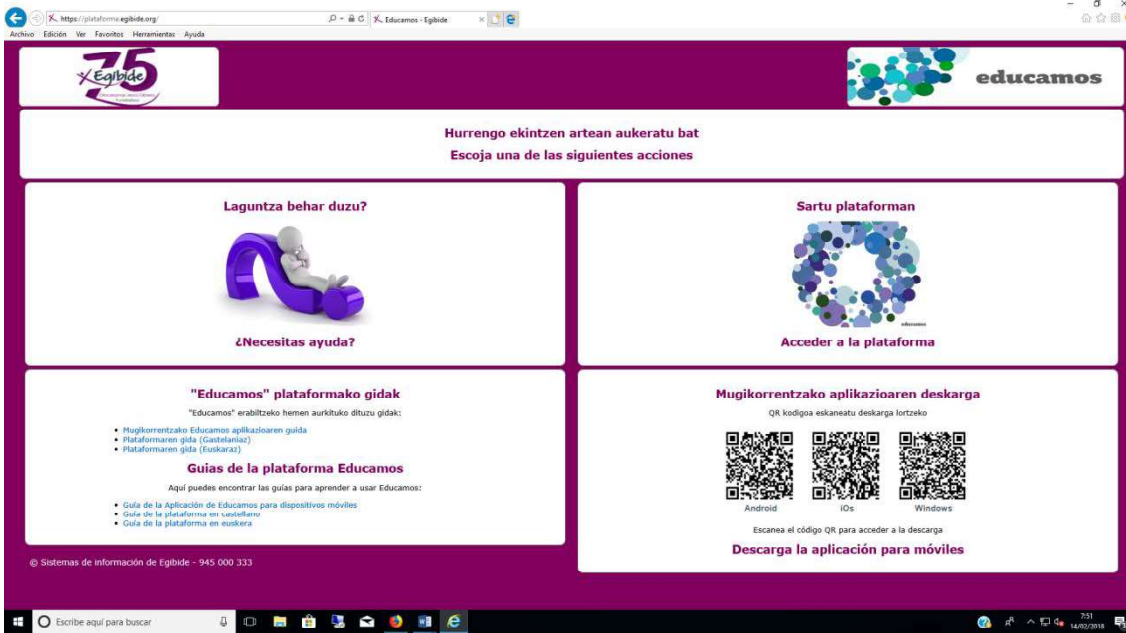 https://plataforma.egibide.org/
Educamos - Egibide
Archivo Edición Ver Favoritos Herramientas Ayuda
75
Egibide
educamos
Hurrengo ekintzen artean aukeratu bat
Escoja una de las siguientes acciones
Laguntza behar duzu?
¿Necesitas ayuda?
Sartu plataforman
educamos
Acceder a la plataforma
"Educamos" plataformako gidak
"Educamos" erabiltzeko hemen aurkituko dituzu gidak:
• Mugikorrentzako Educamos aplikazioaren guida
• Plataformaren gida (Gastelaniaz)
• Plataformaren gida (Euskaraz)
Guias de la plataforma Educamos
Aquí puedes encontrar las guías para aprender a usar Educamos:
• Guía de la Aplicación de Educamos para dispositivos móviles
• Guía de la plataforma en castellano
• Guía de la plataforma en euskera
© Sistemas de información de Egibide - 945 000 333
Mugikorrentzako aplikazioaren deskarga
QR kodigoa eskaneatu deskarga lortzeko
Android iOs Windows
Escanea el código QR para acceder a la descarga
Descarga la aplicación para móviles
Escribe aquí para buscar
7:51
14/02/2018